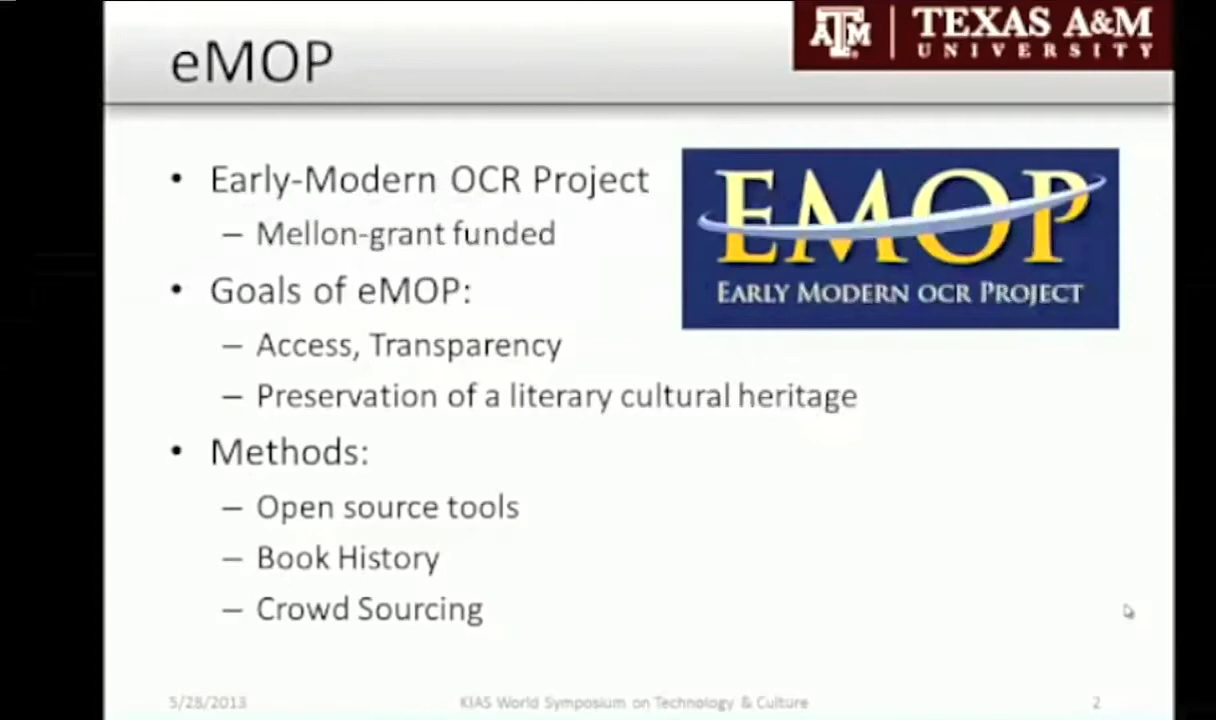 eMOP
ĀTM | TEXAS A&M
UNIVERSITY
• Early-Modern OCR Project
– Mellon-grant funded
EMOP
EARLY MODERN OCR PROJECT
• Goals of eMOP:
– Access, Transparency
– Preservation of a literary cultural heritage
• Methods:
– Open source tools
– Book History
– Crowd Sourcing
5/28/2013 KIAS World Symposium on Technology & Culture 2